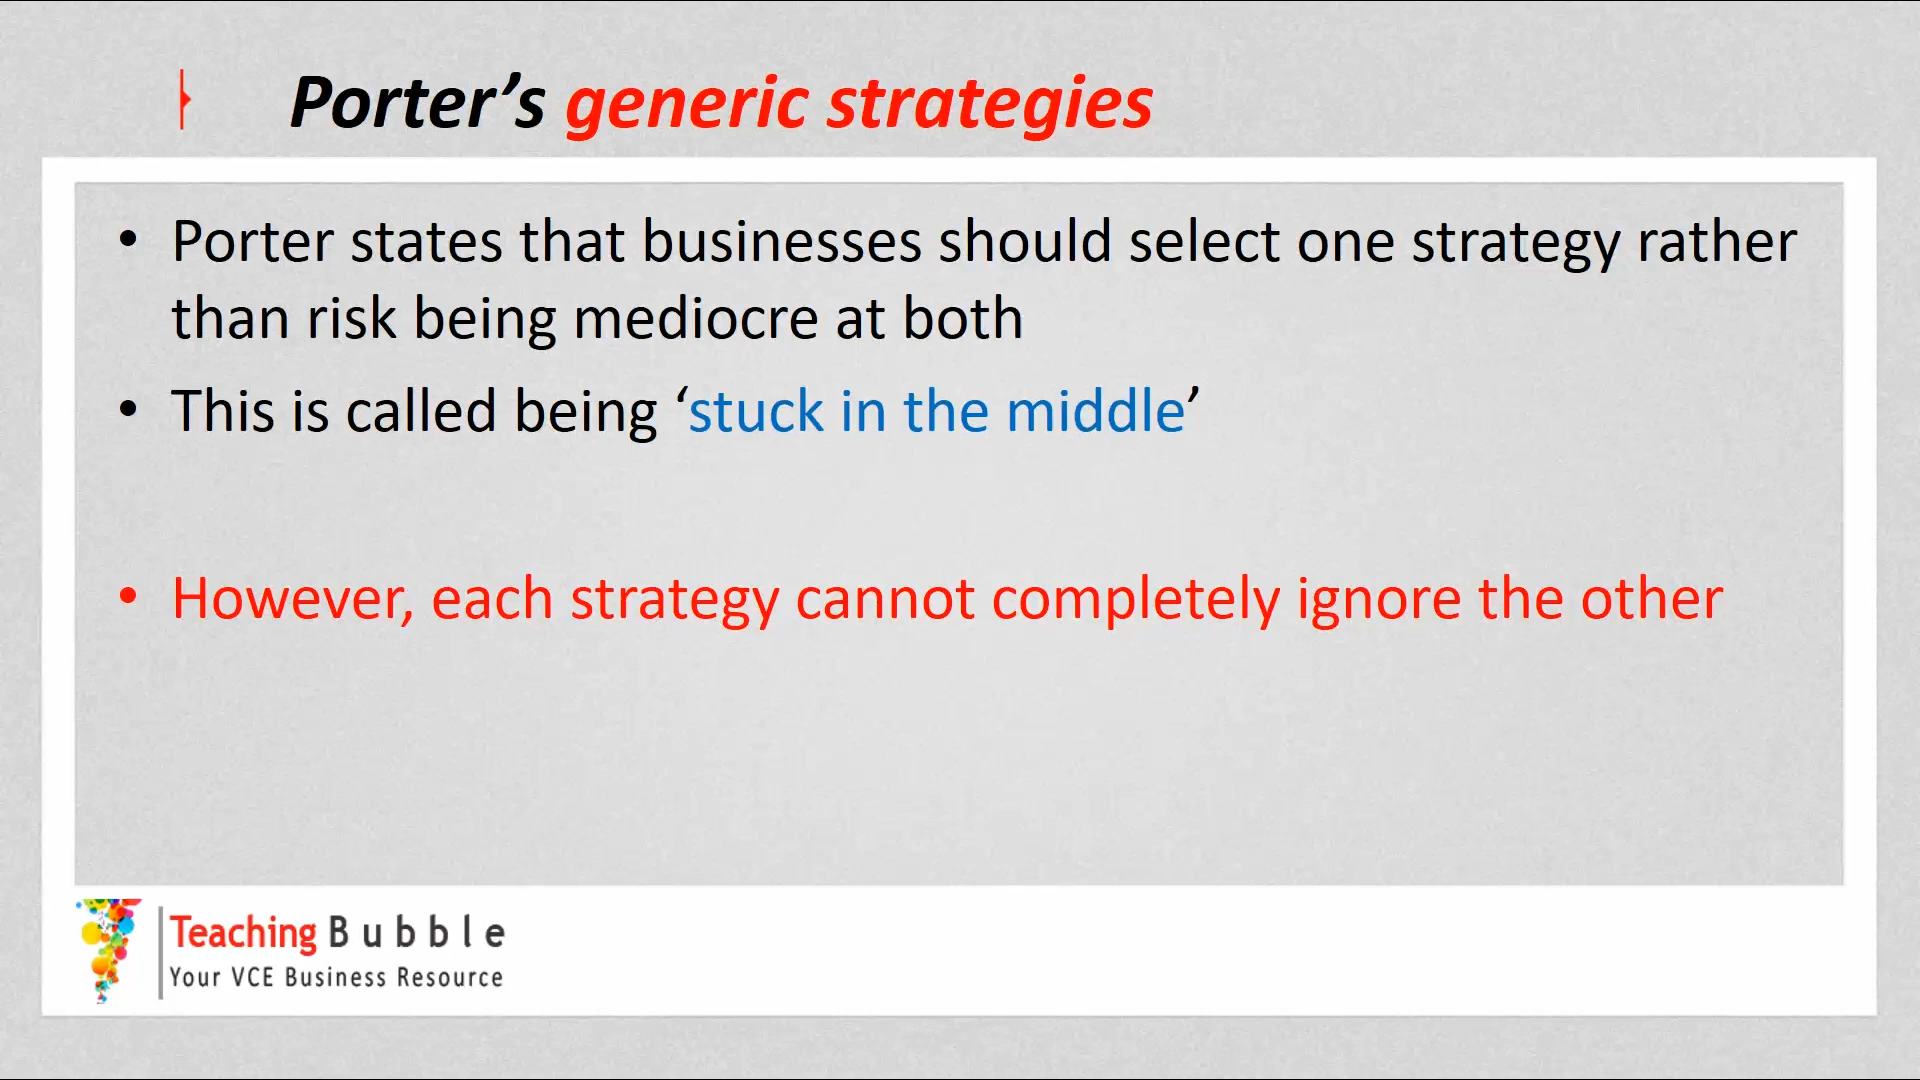 Porter’s generic strategies
• Porter states that businesses should select one strategy rather
than risk being mediocre at both
• This is called being ‘stuck in the middle’
• However, each strategy cannot completely ignore the other
Teaching Bubble
Your VCE Business Resource